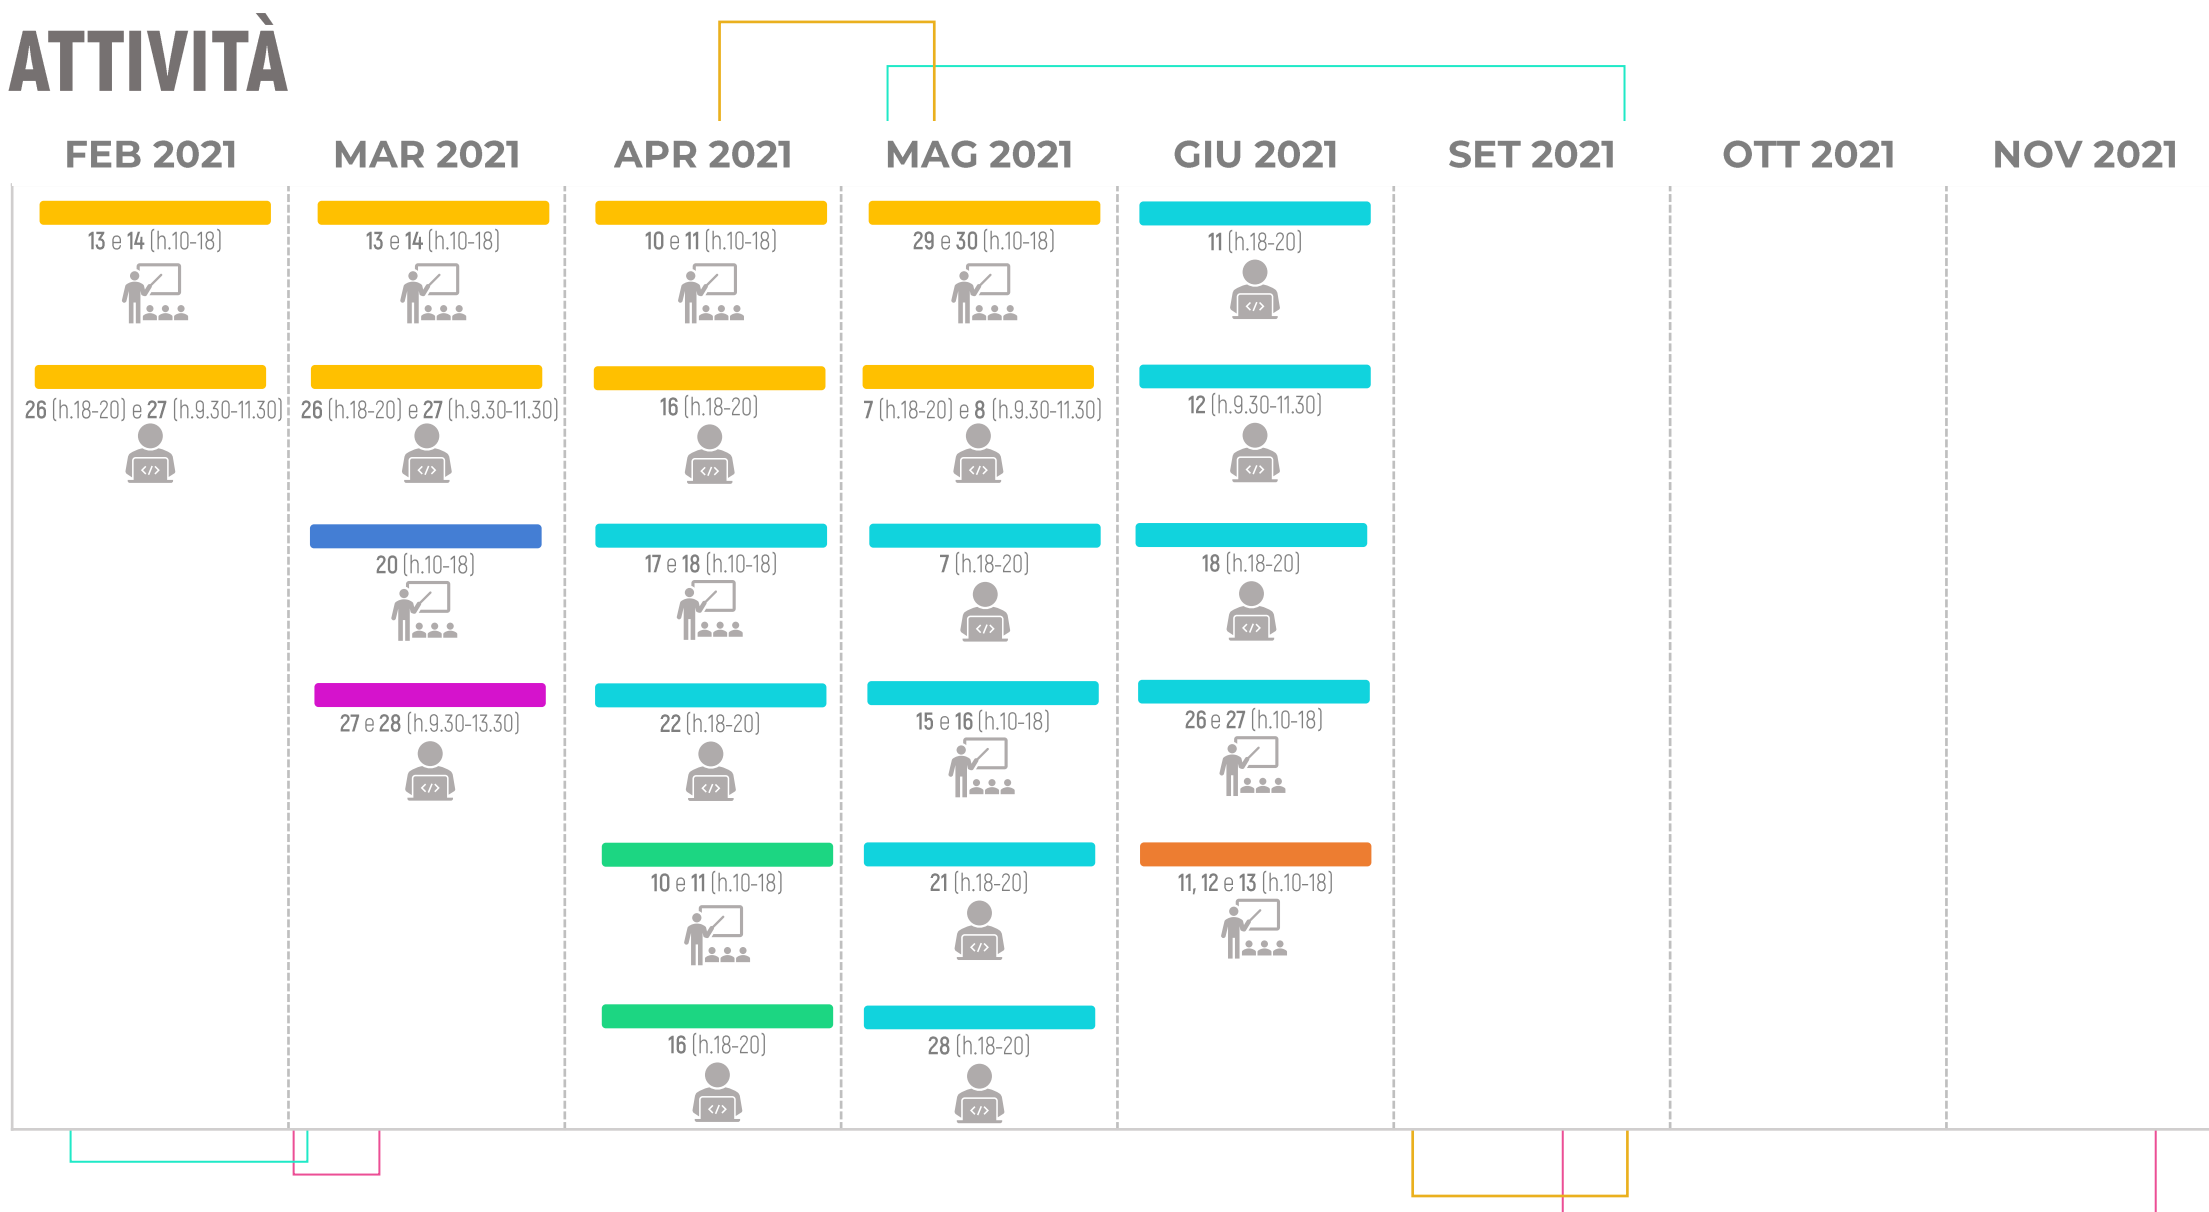 ATTIVITÀ
FEB 2021
MAR 2021
APR 2021
MAG 2021
GIU 2021
SET 2021
OTT 2021
NOV 2021
13 e 14 (h.10-18)
13 e 14 (h.10-18)
10 e 11 (h.10-18)
29 e 30 (h.10-18)
11 (h.18-20)
26 (h.18-20) e 27 (h.9.30-11.30)
26 (h.18-20) e 27 (h.9.30-11.30)
16 (h.18-20)
7 (h.18-20) e 8 (h.9.30-11.30)
12 (h.9.30-11.30)
20 (h.10-18)
17 e 18 (h.10-18)
7 (h.18-20)
18 (h.18-20)
27 e 28 (h.9.30-13.30)
22 (h.18-20)
15 e 16 (h.10-18)
26 e 27 (h.10-18)
10 e 11 (h.10-18)
21 (h.18-20)
11, 12 e 13 (h.10-18)
16 (h.18-20)
28 (h.18-20)